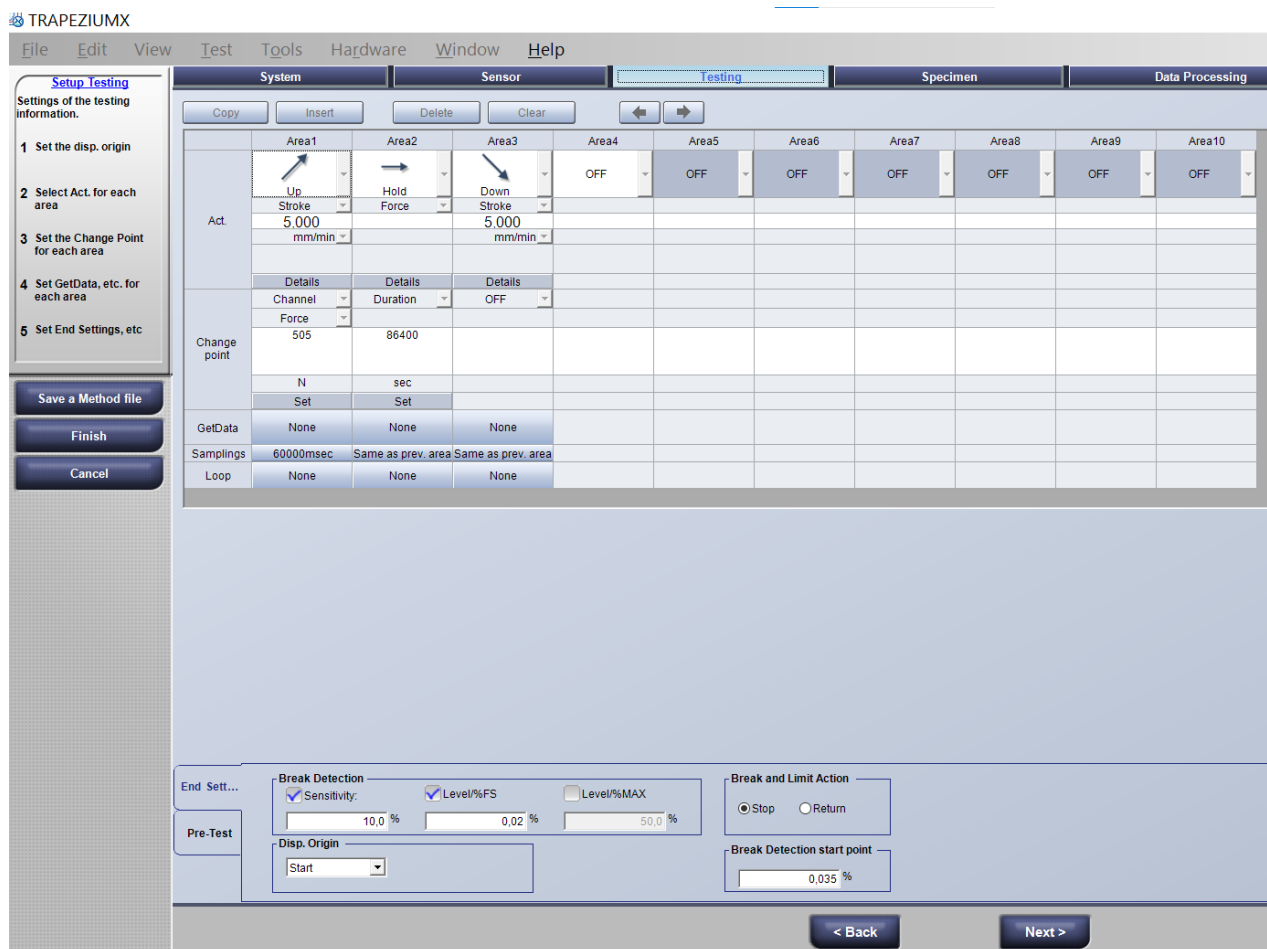 TRAPEZIUMX
File Edit View Test Tools Hardware Window Help
Setup Testing
Settings of the testing
information.
1 Set the disp. origin
2 Select Act. for each
area
3 Set the Change Point
for each area
4 Set GetData, etc. for
each area
5 Set End Settings, etc
Save a Method file
Finish
Cancel
System Sensor Testing Specimen Data Processing
Copy Insert Delete Clear
Area1 Area2 Area3 Area4 Area5 Area6 Area7 Area8 Area9 Area10
OFF OFF OFF OFF OFF OFF OFF
Up Hold Down
Stroke Force Stroke
Act. 5,000 5.000
mm/min mm/min
Details Details Details
Channel Duration OFF
Force
505 86400
Change
point
N sec
Set Set
GetData None None None
Samplings 60000msec Same as prev. area Same as prev. area
Loop None None None
End Sett...
Pre-Test
Break Detection
Sensitivity: Level/%FS Level/%MAX
10,0 % 0,02 % 50,0 %
Disp. Origin
Start
Break and Limit Action
Stop Return
Break Detection start point
0,035 %
< Back Next >